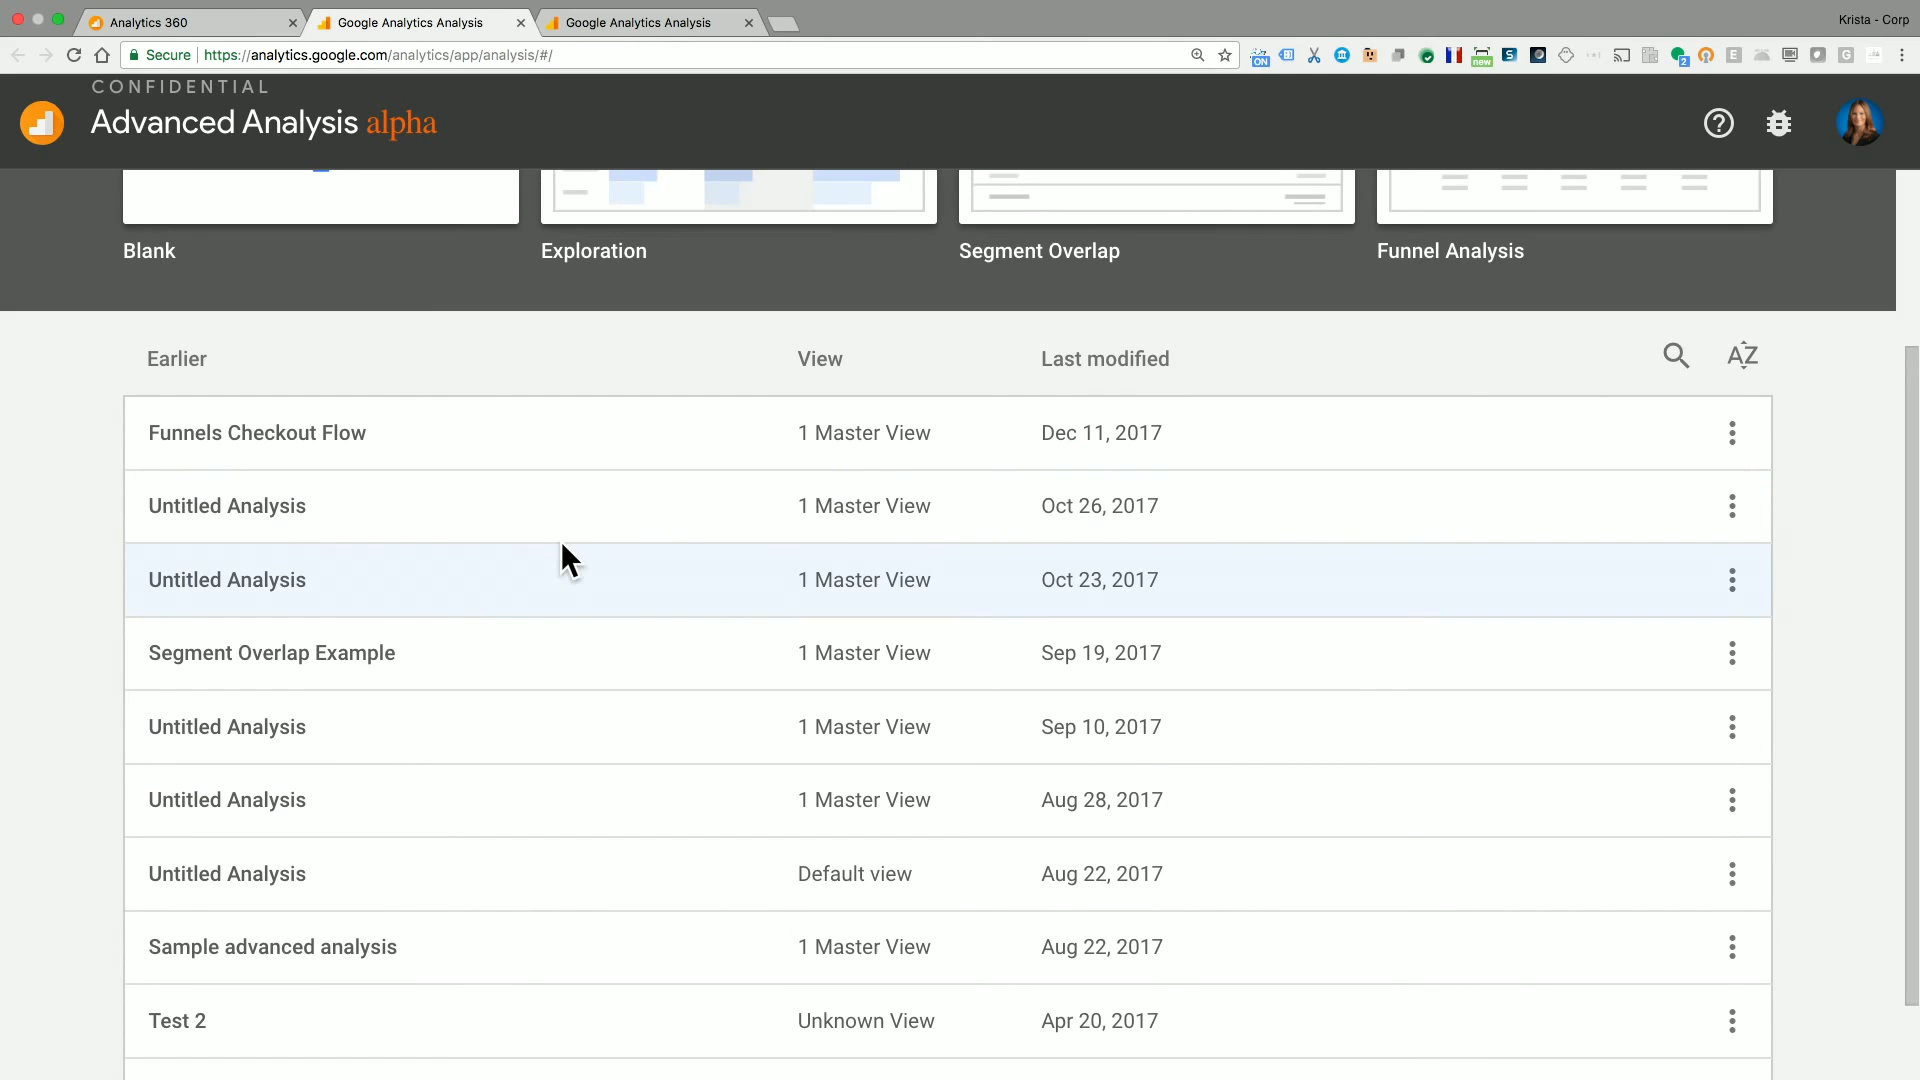 Analytics 360
Google Analytics Analysis
Google Analytics Analysis
Krista - Corp
Secure
https://analytics.google.com/analytics/app/analysis/#/
ON
new
S
2
E
G
CONFIDENTIAL
Advanced Analysis alpha
Blank
Exploration
Segment Overlap
Funnel Analysis
Earlier View Last modified AZ
Funnels Checkout Flow 1 Master View Dec 11, 2017
Untitled Analysis 1 Master View Oct 26, 2017
Untitled Analysis 1 Master View Oct 23, 2017
Segment Overlap Example 1 Master View Sep 19, 2017
Untitled Analysis 1 Master View Sep 10, 2017
Untitled Analysis 1 Master View Aug 28, 2017
Untitled Analysis Default view Aug 22, 2017
Sample advanced analysis 1 Master View Aug 22, 2017
Test 2 Unknown View Apr 20, 2017